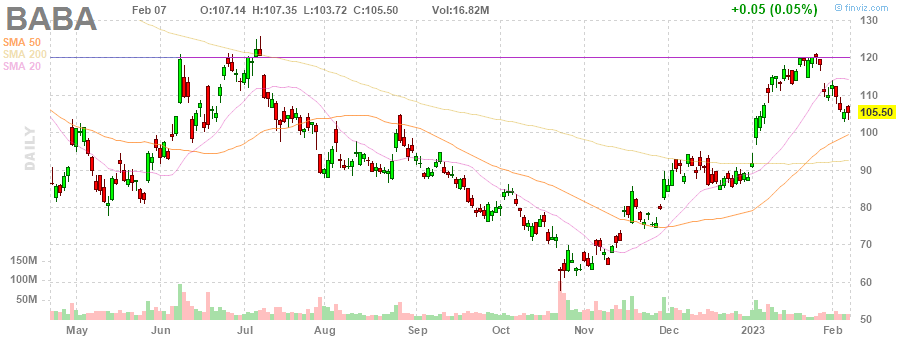 BABA Feb 07 O:107.14 H:107.35 L:103.72 C:105.50 Vol:16.82M +0.05 (0.05%) © finviz.com
SMA 50
SMA 200
SMA 20
DAILY
130
120
110
105.50
100
90
80
70
60
50
150M
100M
50M
May Jun Jul Aug Sep Oct Nov Dec 2023 Feb